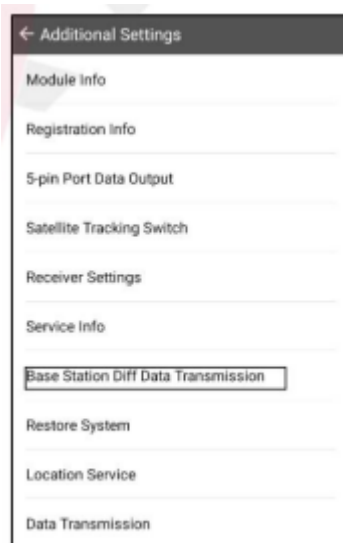 ← Additional Settings
Module Info
Registration Info
5-pin Port Data Output
Satellite Tracking Switch
Receiver Settings
Service Info
Base Station Diff Data Transmission
Restore System
Location Service
Data Transmission